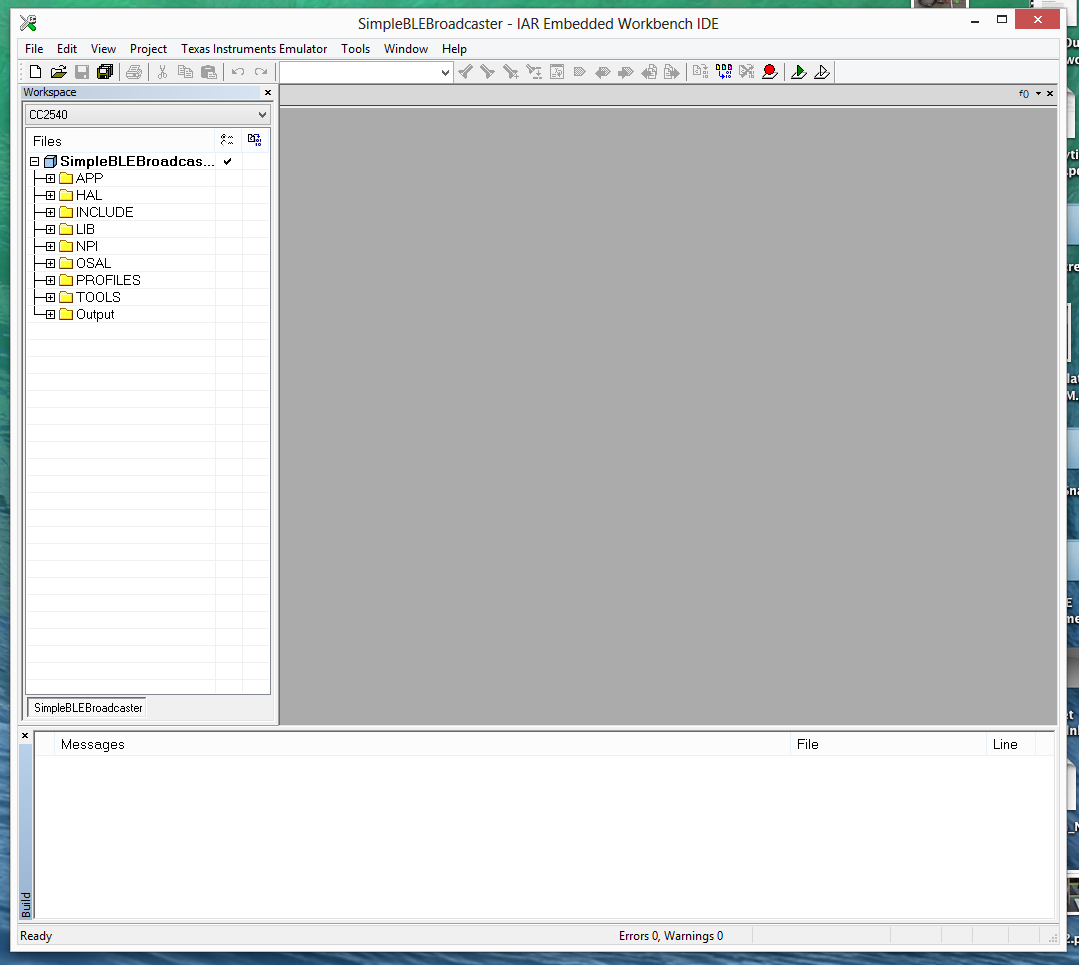 SimpleBLEBroadcaster - IAR Embedded Workbench IDE
File Edit View Project Texas Instruments Emulator Tools Window Help
Workspace
f()
CC2540
Files
SimpleBLEBroadcas...
APP
HAL
INCLUDE
LIB
NPI
OSAL
PROFILES
TOOLS
Output
SimpleBLEBroadcaster
Messages File Line
Build
Ready Errors 0, Warnings 0